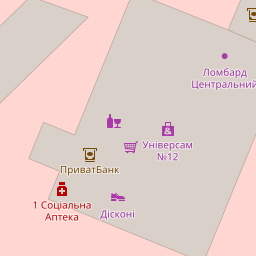 Ломбард
Центральний
Універсам
№12
ПриватБанк
1 Соціальна
Аптека
Дісконі